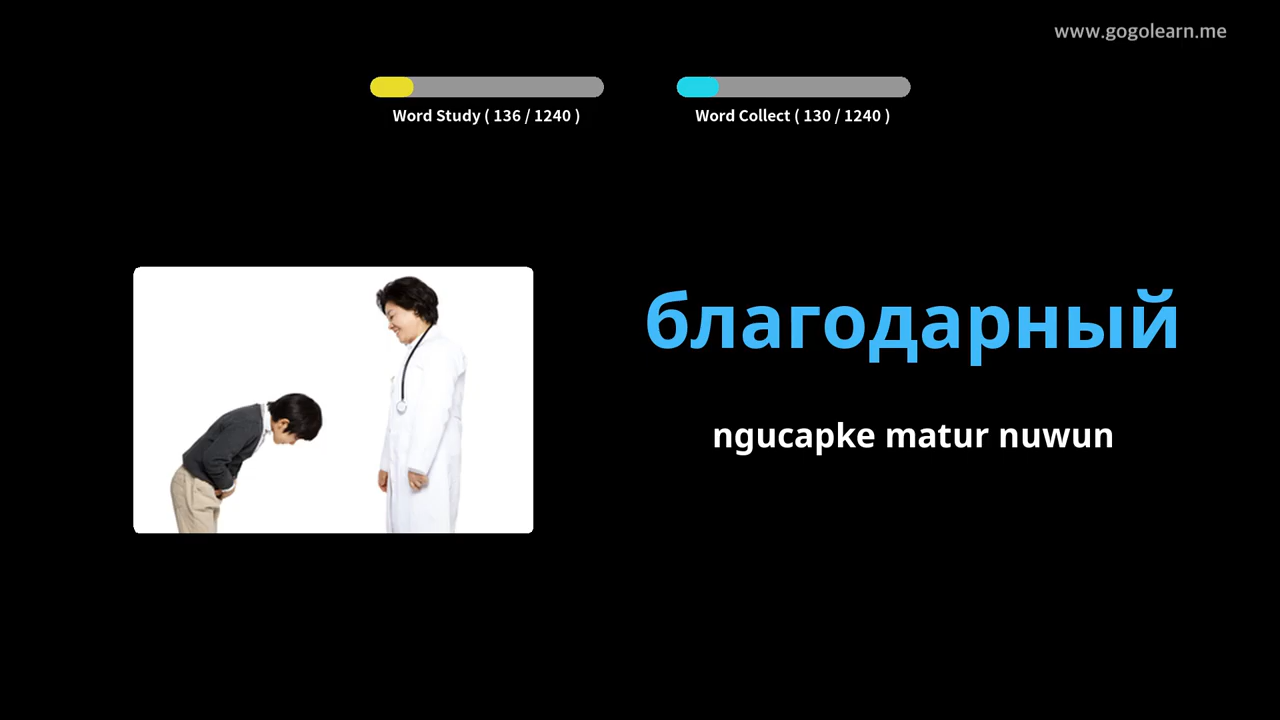 www.gogolearn.me
Word Study ( 136 / 1240 )
Word Collect ( 130 / 1240 )
благодарный
ngucapke matur nuwun